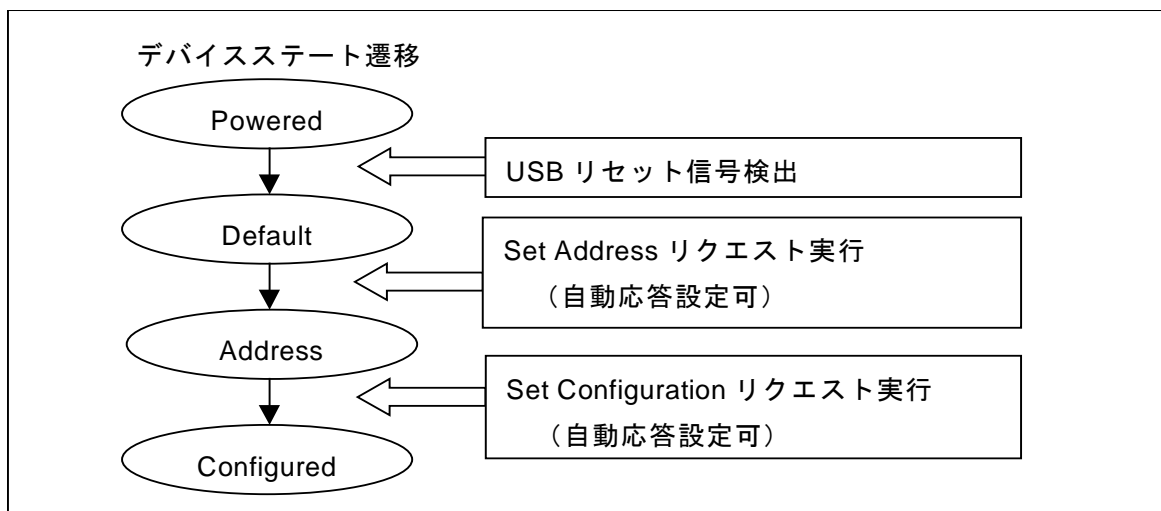 デバイスステート遷移
Powered
USB リセット信号検出
Default
Set Address リクエスト実行
（自動応答設定可）
Address
Set Configuration リクエスト実行
（自動応答設定可）
Configured